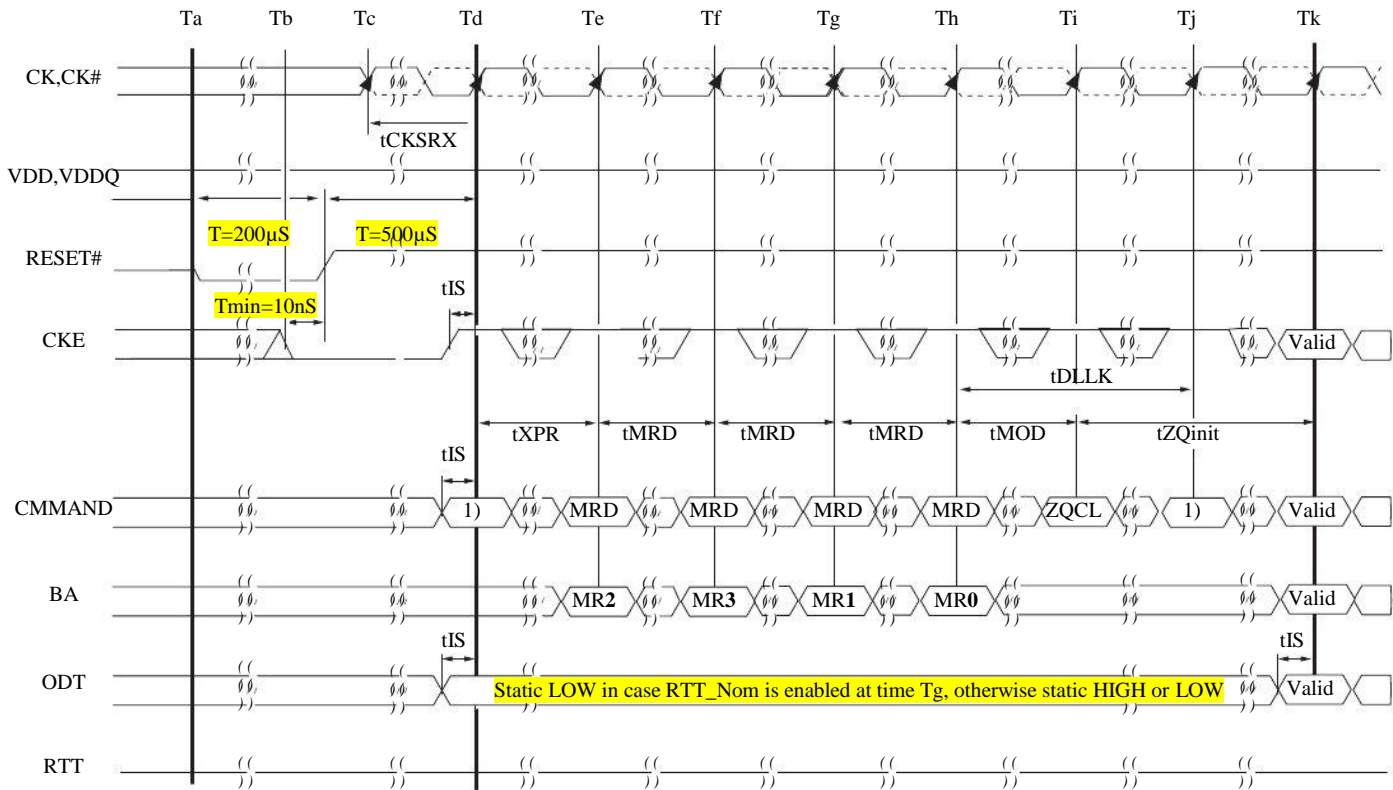 Ta Tb Tc Td Te Tf Tg Th Ti Tj Tk
CK,CK#
tCKSRX
VDD,VDDQ
T=200μS T=500μS
RESET#
Tmin=10nS tIS
CKE Valid
tDLLK
tXPR tMRD tMRD tMRD tMOD tZQinit
tIS
CMMAND 1) MRD MRD MRD MRD ZQCL 1) Valid
BA MR2 MR3 MR1 MR0 Valid
tIS tIS
ODT Static LOW in case RTT_Nom is enabled at time Tg, otherwise static HIGH or LOW Valid
RTT